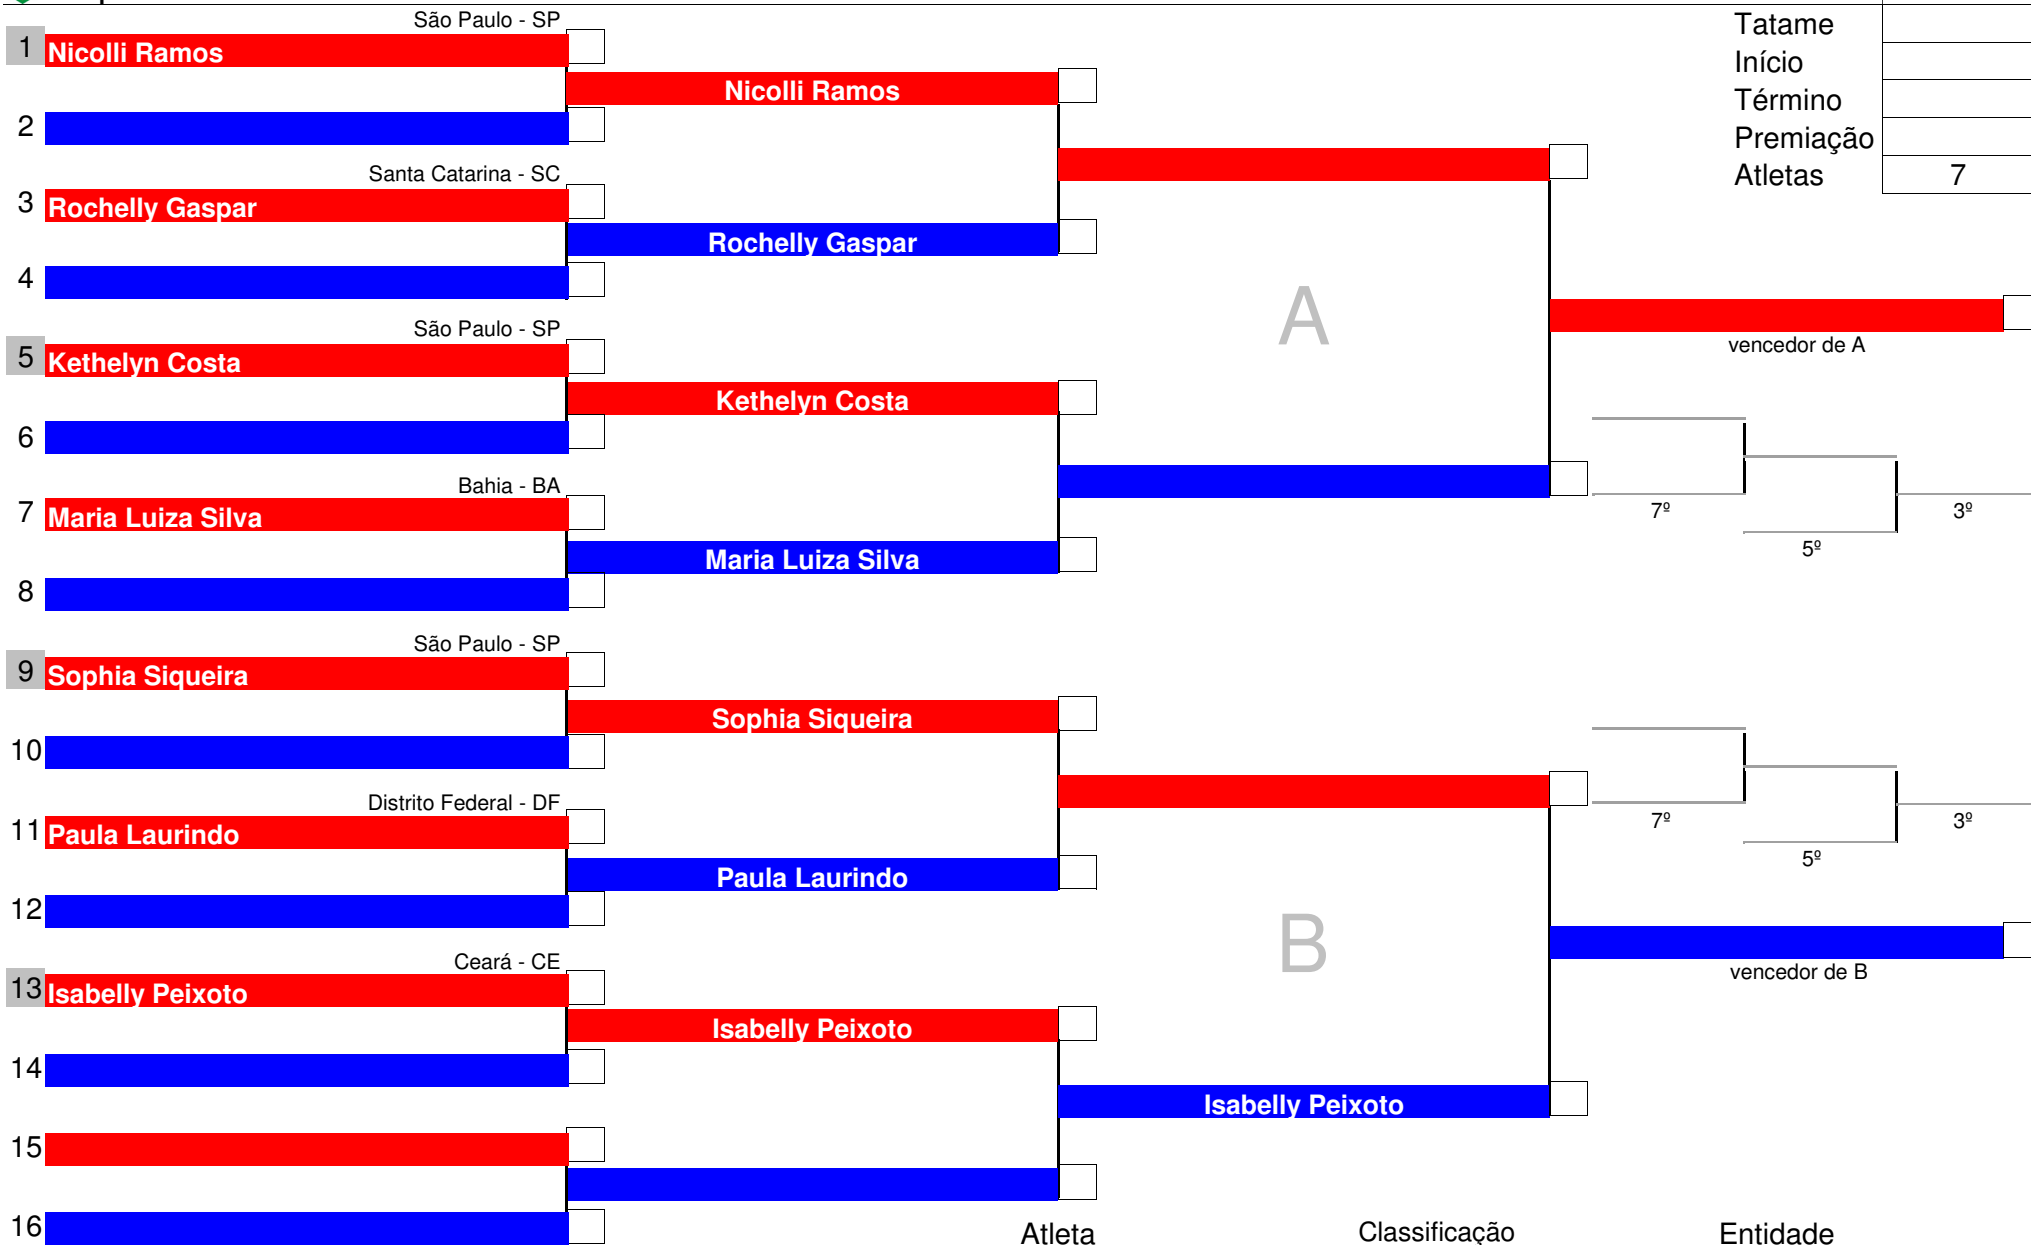 São Paulo - SP
1 Nicolli Ramos
Nicolli Ramos
2
Santa Catarina - SC
3 Rochelly Gaspar
Rochelly Gaspar
4
São Paulo - SP
5 Kethelyn Costa
Kethelyn Costa
6
Bahia - BA
7 Maria Luiza Silva
Maria Luiza Silva
8
São Paulo - SP
9 Sophia Siqueira
Sophia Siqueira
10
Distrito Federal - DF
11 Paula Laurindo
Paula Laurindo
12
Ceará - CE
13 Isabelly Peixoto
Isabelly Peixoto
14
Isabelly Peixoto
15
16
A
B
Tatame
Início
Término
Premiação
Atletas 7
vencedor de A
7º
3º
5º
7º
3º
5º
vencedor de B
Atleta Classificação Entidade